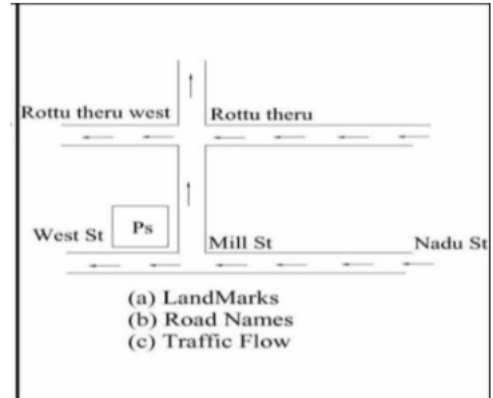 Rottu theru west Rottu theru
West St Ps
Mill St Nadu St
(a) LandMarks
(b) Road Names
(c) Traffic Flow